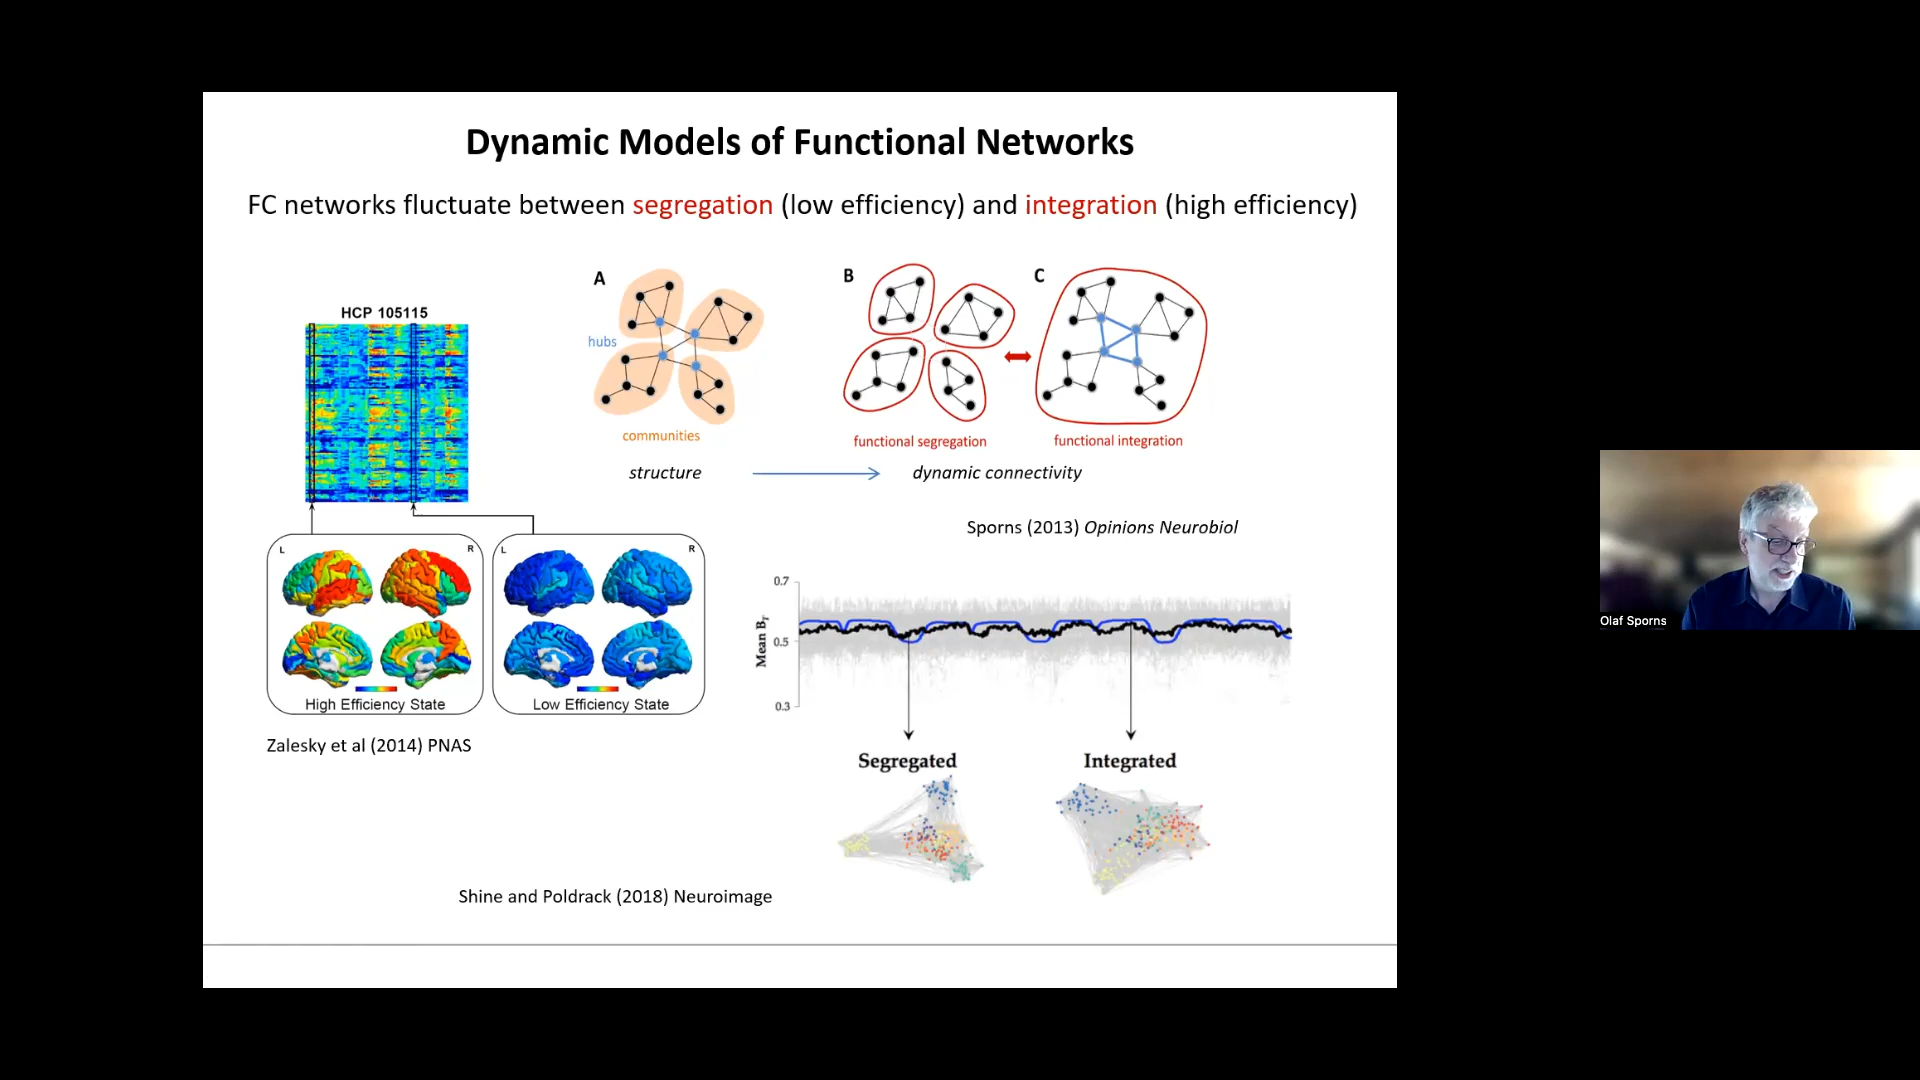 Dynamic Models of Functional Networks
FC networks fluctuate between segregation (low efficiency) and integration (high efficiency)
HCP 105115
A
hubs
communities
structure
B
C
functional segregation
functional integration
dynamic connectivity
Sporns (2013) Opinions Neurobiol
L
R
High Efficiency State
L
R
Low Efficiency State
Zalesky et al (2014) PNAS
Mean BT
0.7
0.5
0.3
Segregated
Integrated
Shine and Poldrack (2018) Neuroimage
Olaf Sporns